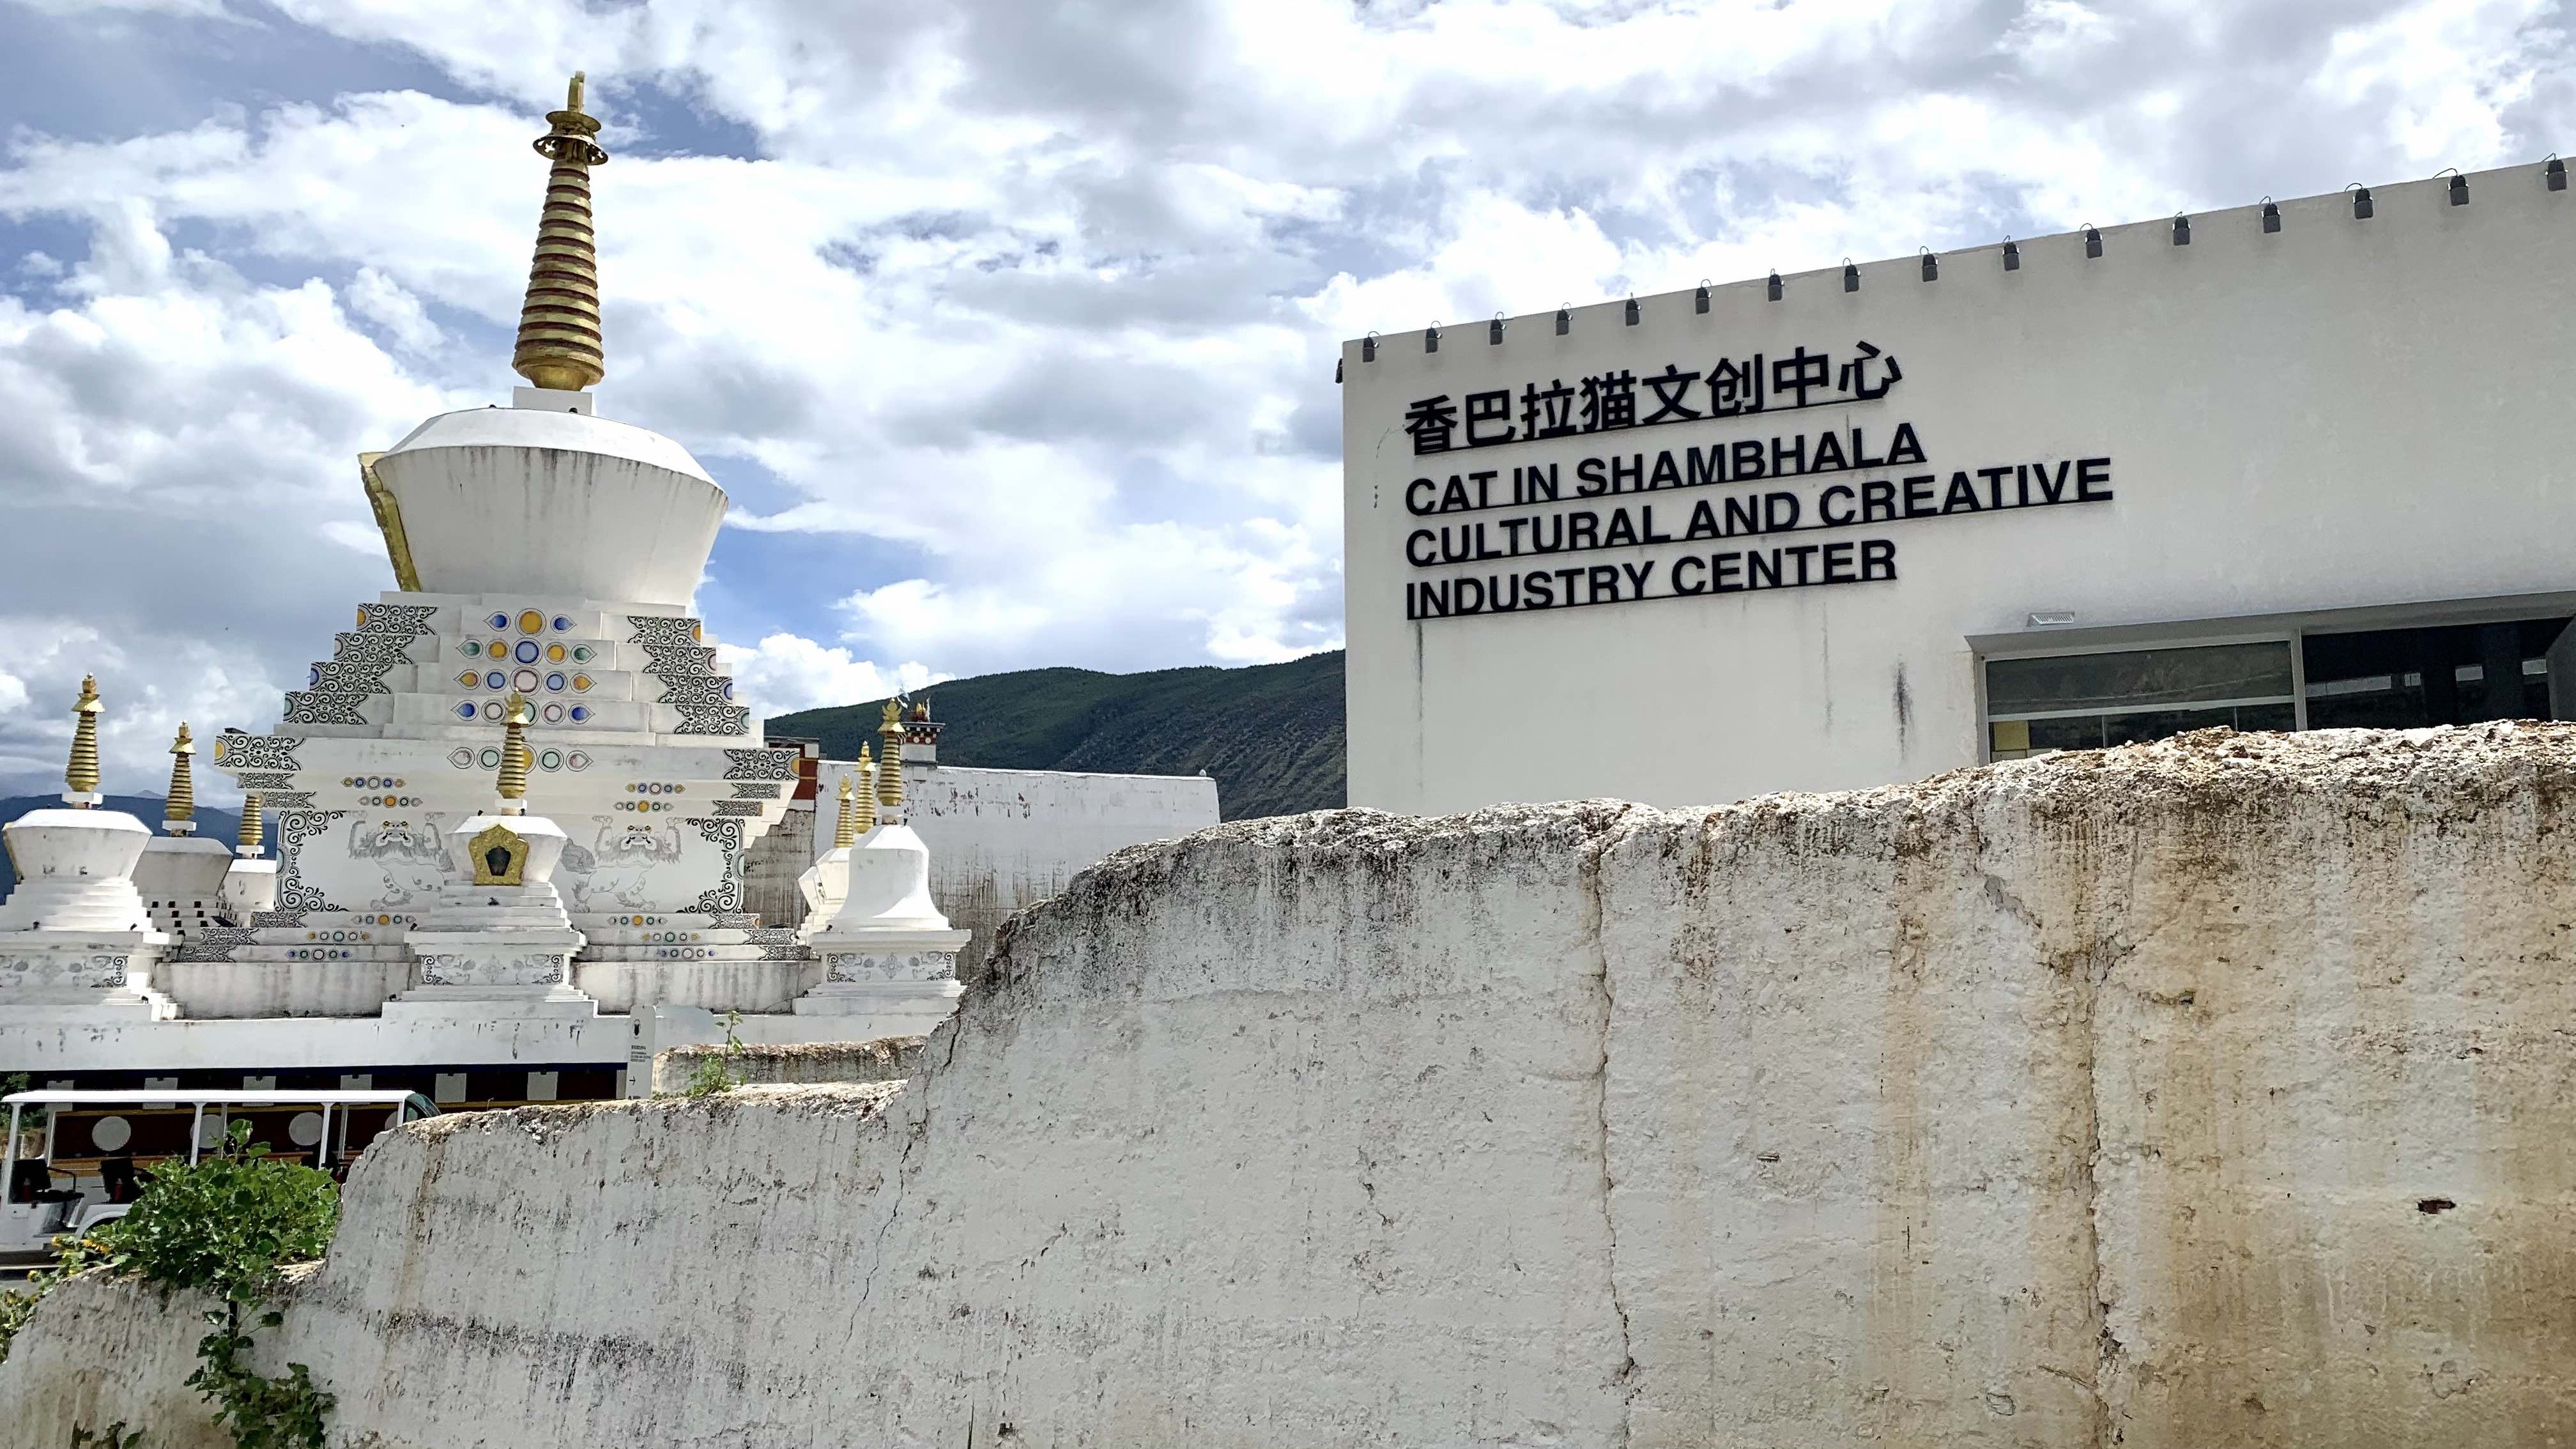 香巴拉猫文创中心
CAT IN SHAMBHALA
CULTURAL AND CREATIVE
INDUSTRY CENTER